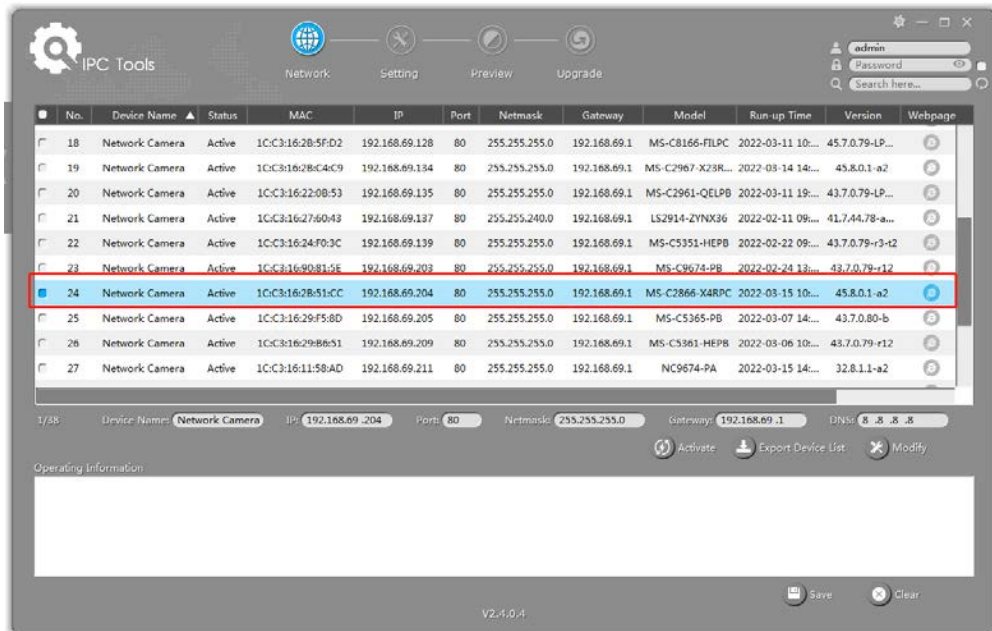 IPC Tools
Network Setting Preview Upgrade
admin
Password
Search here...
No. Device Name ▲ Status MAC IP Port Netmask Gateway Model Run-up Time Version Webpage
18 Network Camera Active 1C:C3:16:2B:5F:D2 192.168.69.128 80 255.255.255.0 192.168.69.1 MS-C8166-FILPC 2022-03-11 10:... 45.7.0.79-LP...
19 Network Camera Active 1C:C3:16:2B:C4:C9 192.168.69.134 80 255.255.255.0 192.168.69.1 MS-C2967-X23R... 2022-03-14 14:... 45.8.0.1-a2
20 Network Camera Active 1C:C3:16:22:0B:53 192.168.69.135 80 255.255.255.0 192.168.69.1 MS-C2961-QELPB 2022-03-11 19:... 43.7.0.79-LP...
21 Network Camera Active 1C:C3:16:27:60:43 192.168.69.137 80 255.255.240.0 192.168.69.1 LS2914-ZYNX36 2022-02-11 09:... 41.7.44.78-a...
22 Network Camera Active 1C:C3:16:24:F0:3C 192.168.69.139 80 255.255.255.0 192.168.69.1 MS-C5351-HEPB 2022-02-22 09:... 43.7.0.79-r3-t2
23 Network Camera Active 1C:C3:16:90:81:5E 192.168.69.203 80 255.255.255.0 192.168.69.1 MS-C9674-PB 2022-02-24 13:... 43.7.0.79-r12
24 Network Camera Active 1C:C3:16:2B:51:CC 192.168.69.204 80 255.255.255.0 192.168.69.1 MS-C2866-X4RPC 2022-03-15 10:... 45.8.0.1-a2
25 Network Camera Active 1C:C3:16:29:F5:8D 192.168.69.205 80 255.255.255.0 192.168.69.1 MS-C5365-PB 2022-03-07 14:... 43.7.0.80-b
26 Network Camera Active 1C:C3:16:29:B6:51 192.168.69.209 80 255.255.255.0 192.168.69.1 MS-C5361-HEPB 2022-03-06 10:... 43.7.0.79-r12
27 Network Camera Active 1C:C3:16:11:58:AD 192.168.69.211 80 255.255.255.0 192.168.69.1 NC9674-PA 2022-03-15 14:... 32.8.1.1-a2
1/38 Device Name: Network Camera IP: 192.168.69 .204 Port: 80 Netmask: 255.255.255.0 Gateway: 192.168.69 .1 DNS: 8 .8 .8 .8
Activate Export Device List Modify
Operating Information
Save Clear
V2.4.0.4